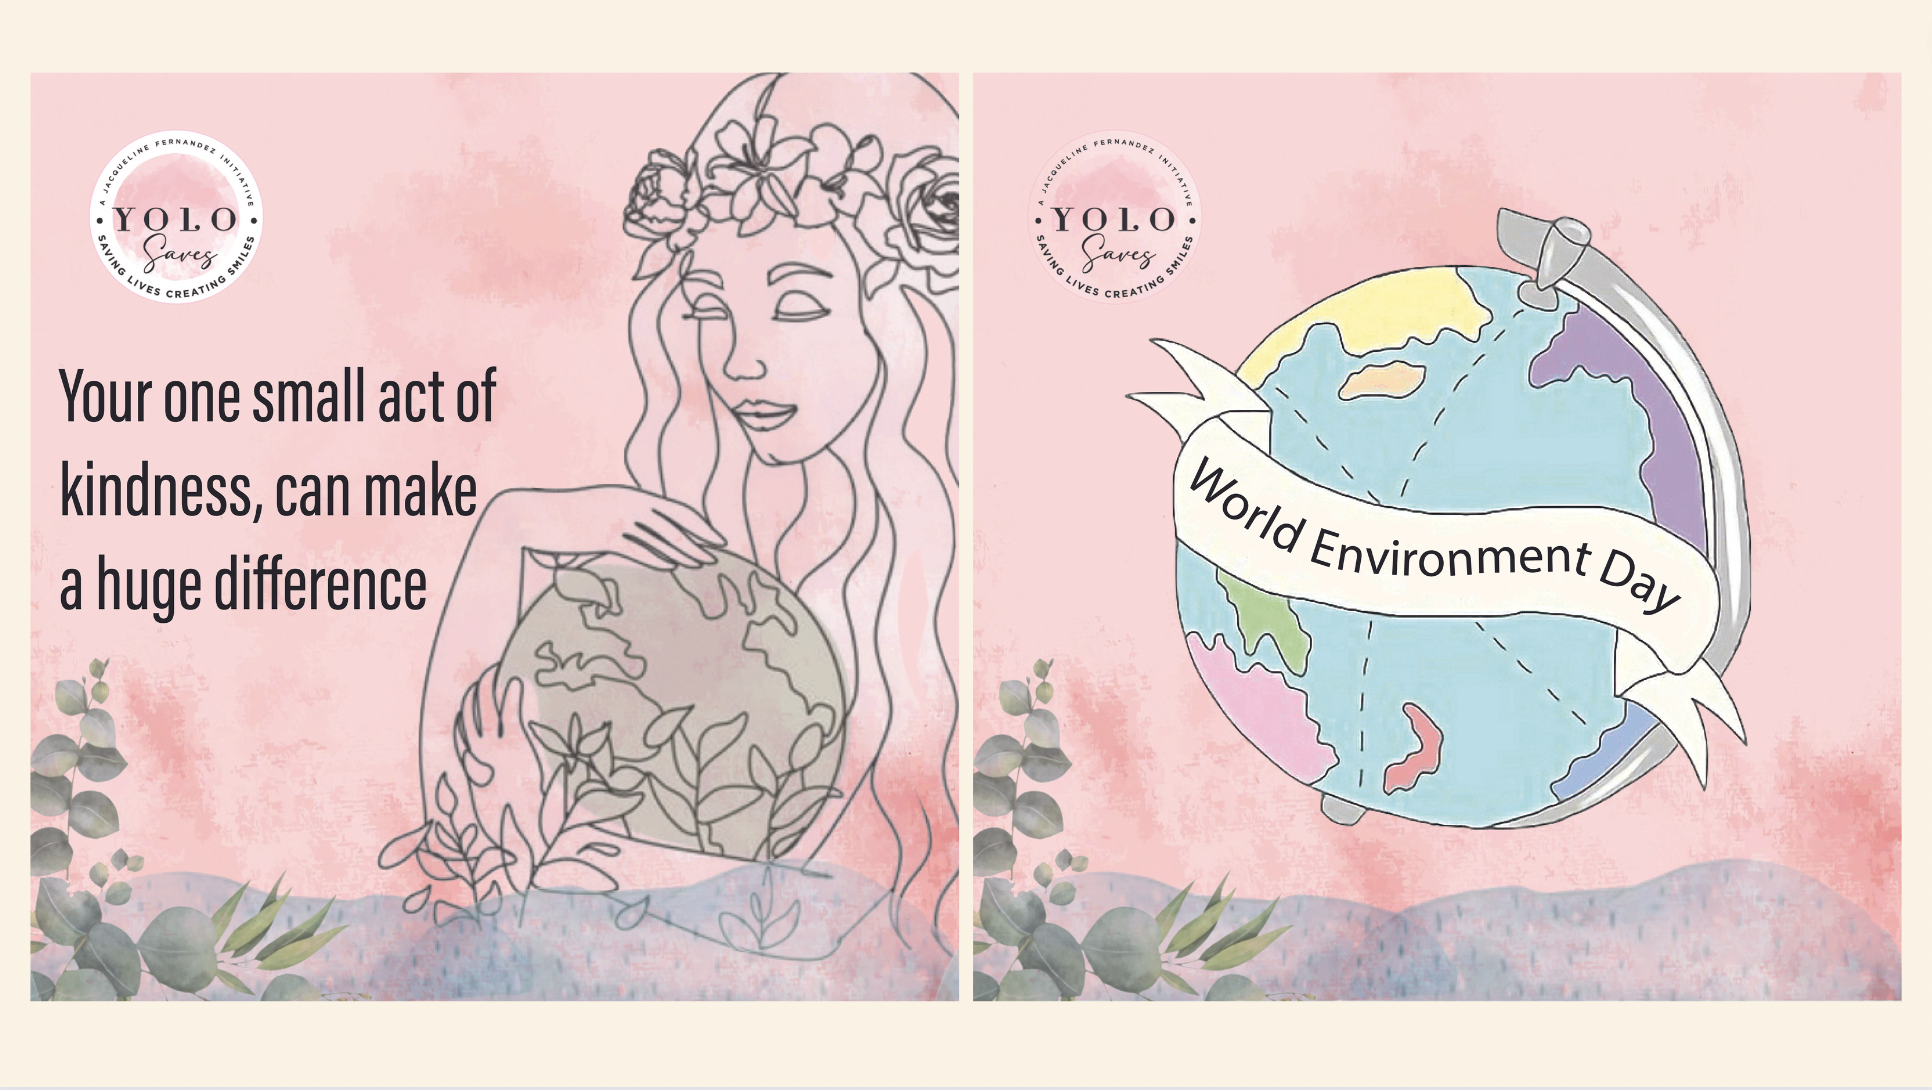 A JACQUELINE FERNANDEZ INITIATIVE
YOLO
Saves
SAVING LIVES CREATING SMILES
Your one small act of
kindness, can make
a huge difference
A JACQUELINE FERNANDEZ INITIATIVE
YOLO
Saves
SAVING LIVES CREATING SMILES
World Environment Day